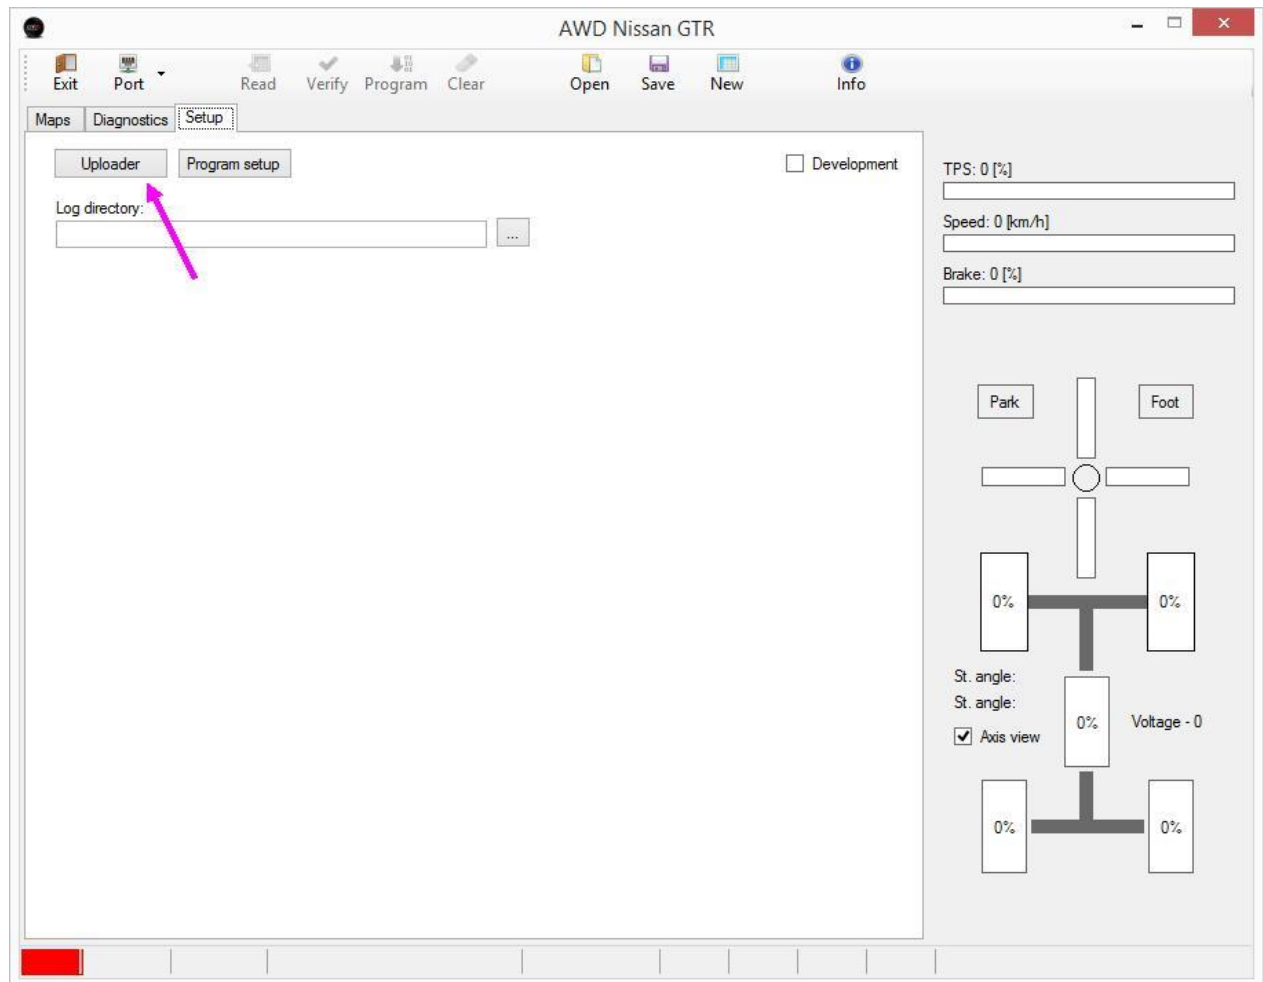 AWD Nissan GTR
Exit Port Read Verify Program Clear Open Save New Info
Maps Diagnostics Setup
Uploader Program setup Development
Log directory:
...
TPS: 0 [%]
Speed: 0 [km/h]
Brake: 0 [%]
Park Foot
0% 0%
St. angle:
St. angle:
0% Voltage - 0
Axis view
0% 0%